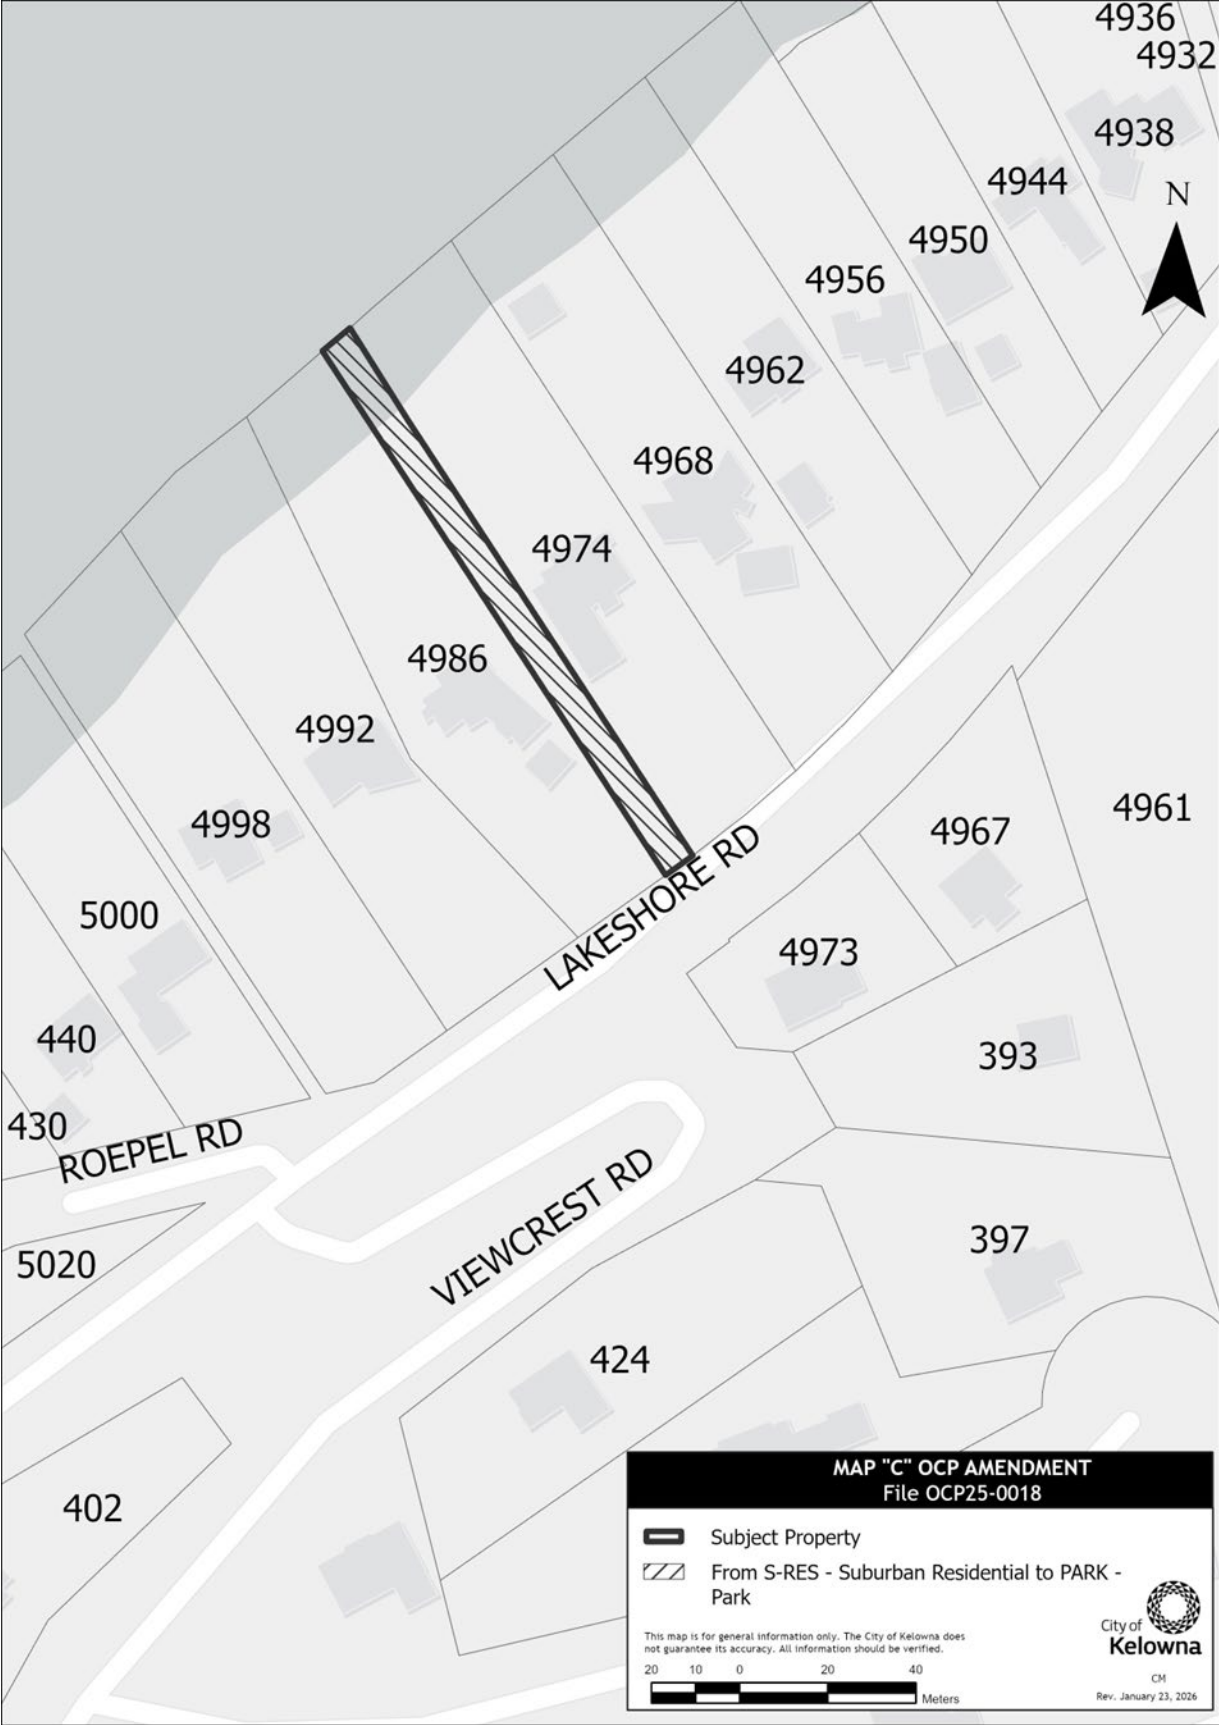 4936
4932
4938
4944
N
4950
4956
4962
4968
4974
4986
4992
4998
4961
4967
LAKESHORE RD
5000
4973
440
393
430
ROEPEL RD
VIEWCREST RD
397
5020
424
402
MAP "C" OCP AMENDMENT
File OCP25-0018
Subject Property
From S-RES - Suburban Residential to PARK -
Park
This map is for general information only. The City of Kelowna does
not guarantee its accuracy. All information should be verified.
City of
Kelowna
20 10 0 20 40
Meters
CM
Rev. January 23, 2026